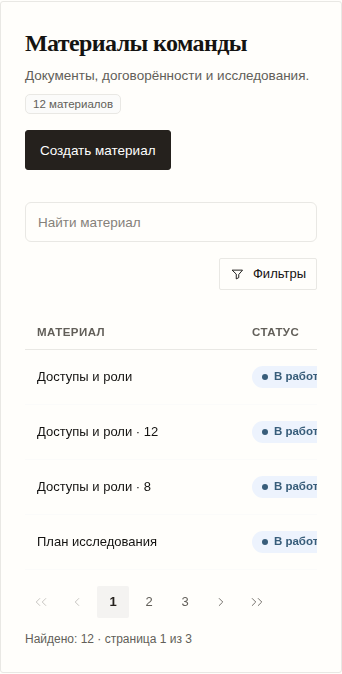 Материалы команды
Документы, договорённости и исследования.
12 материалов
Создать материал
Найти материал
Фильтры
МАТЕРИАЛ СТАТУС
Доступы и роли В работ
Доступы и роли · 12 В работ
Доступы и роли · 8 В работ
План исследования В работ
1 2 3
Найдено: 12 · страница 1 из 3